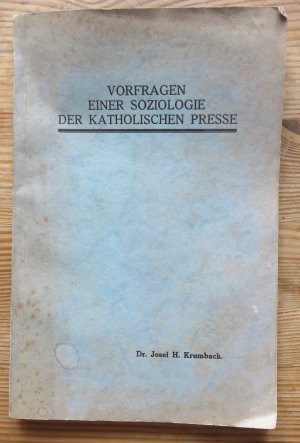 VORFRAGEN
EINER SOZIOLOGIE
DER KATHOLISCHEN PRESSE
Dr. Josef H. Krumbach.